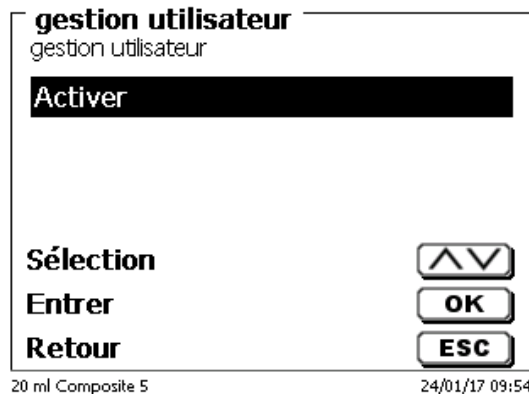 gestion utilisateur
gestion utilisateur
Activer
Sélection
Entrer OK
Retour ESC
20 ml Composite 5 24/01/17 09:54